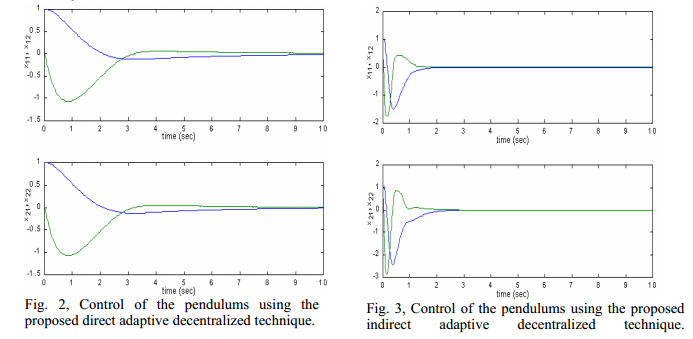 1
0.5
0
-0.5
-1
-1.5
x11, x12
0 1 2 3 4 5 6 7 8 9 10
time (sec)
1
0.5
0
-0.5
-1
-1.5
x21, x22
0 1 2 3 4 5 6 7 8 9 10
time (sec)
Fig. 2, Control of the pendulums using the
proposed direct adaptive decentralized technique.
2
1
0
-1
-2
x11, x12
0 1 2 3 4 5 6 7 8 9 10
time (sec)
2
1
0
-1
-2
-3
x21, x22
0 1 2 3 4 5 6 7 8 9 10
time (sec)
Fig. 3, Control of the pendulums using the proposed
indirect adaptive decentralized technique.